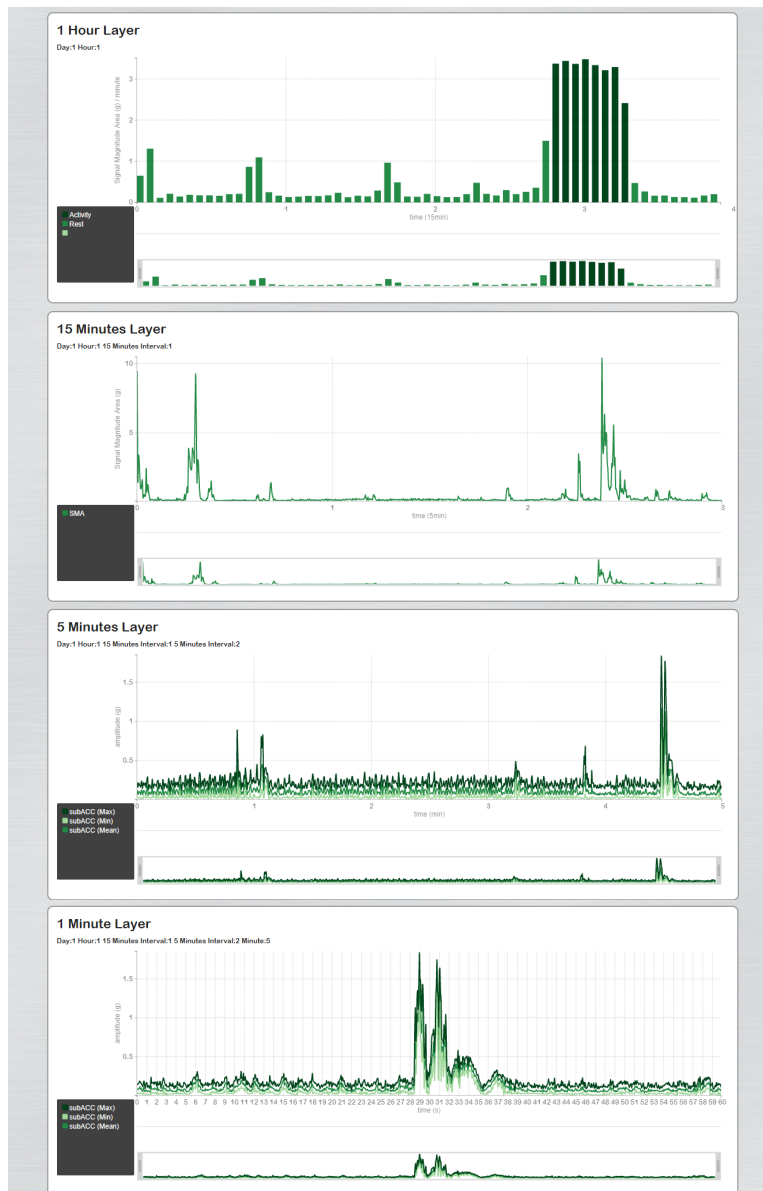 1 Hour Layer
Day:1 Hour:1
Signal Magnitude Area (g) / minute
3
2
1
0
0 1 2 3 4
time (15min)
Activity
Rest
15 Minutes Layer
Day:1 Hour:1 15 Minutes Interval:1
Signal Magnitude Area (g)
10
5
0 1 2 3
time (5min)
SMA
5 Minutes Layer
Day:1 Hour:1 15 Minutes Interval:1 5 Minutes Interval:2
amplitude (g)
1.5
1
0.5
0 1 2 3 4 5
time (min)
subACC (Max)
subACC (Min)
subACC (Mean)
1 Minute Layer
Day:1 Hour:1 15 Minutes Interval:1 5 Minutes Interval:2 Minute:5
amplitude (g)
1.5
1
0.5
0 1 2 3 4 5 6 7 8 9 10 11 12 13 14 15 16 17 18 19 20 21 22 23 24 25 26 27 28 29 30 31 32 33 34 35 36 37 38 39 40 41 42 43 44 45 46 47 48 49 50 51 52 53 54 55 56 57 58 59 60
time (s)
subACC (Max)
subACC (Min)
subACC (Mean)